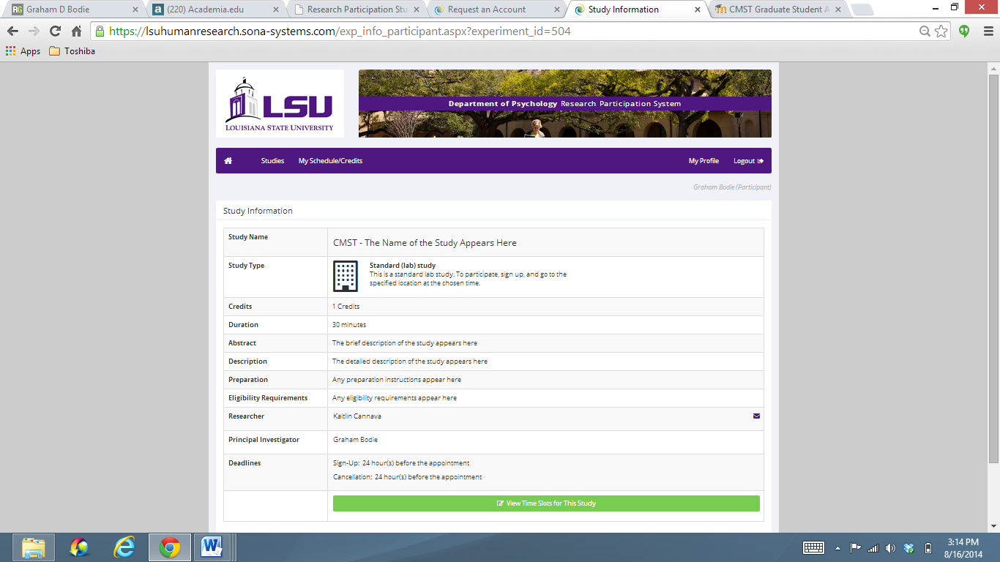 Graham D Bodie
(220) Academia.edu
Research Participation Stu
Request an Account
Study Information
CMST Graduate Student A
https://lsuhumanresearch.sona-systems.com/exp_info_participant.aspx?experiment_id=504
Apps Toshiba
LSU
LOUISIANA STATE UNIVERSITY
Department of Psychology Research Participation System
Studies My Schedule/Credits My Profile Logout
Graham Bodie (Participant)
Study Information
Study Name CMST - The Name of the Study Appears Here
Study Type Standard (lab) study
This is a standard lab study. To participate, sign up, and go to the
specified location at the chosen time.
Credits 1 Credits
Duration 30 minutes
Abstract The brief description of the study appears here
Description The detailed description of the study appears here
Preparation Any preparation instructions appear here
Eligibility Requirements Any eligibility requirements appear here
Researcher Kaitlin Cannava
Principal Investigator Graham Bodie
Deadlines Sign-Up: 24 hour(s) before the appointment
Cancellation: 24 hour(s) before the appointment
View Time Slots for This Study
3:14 PM
8/16/2014